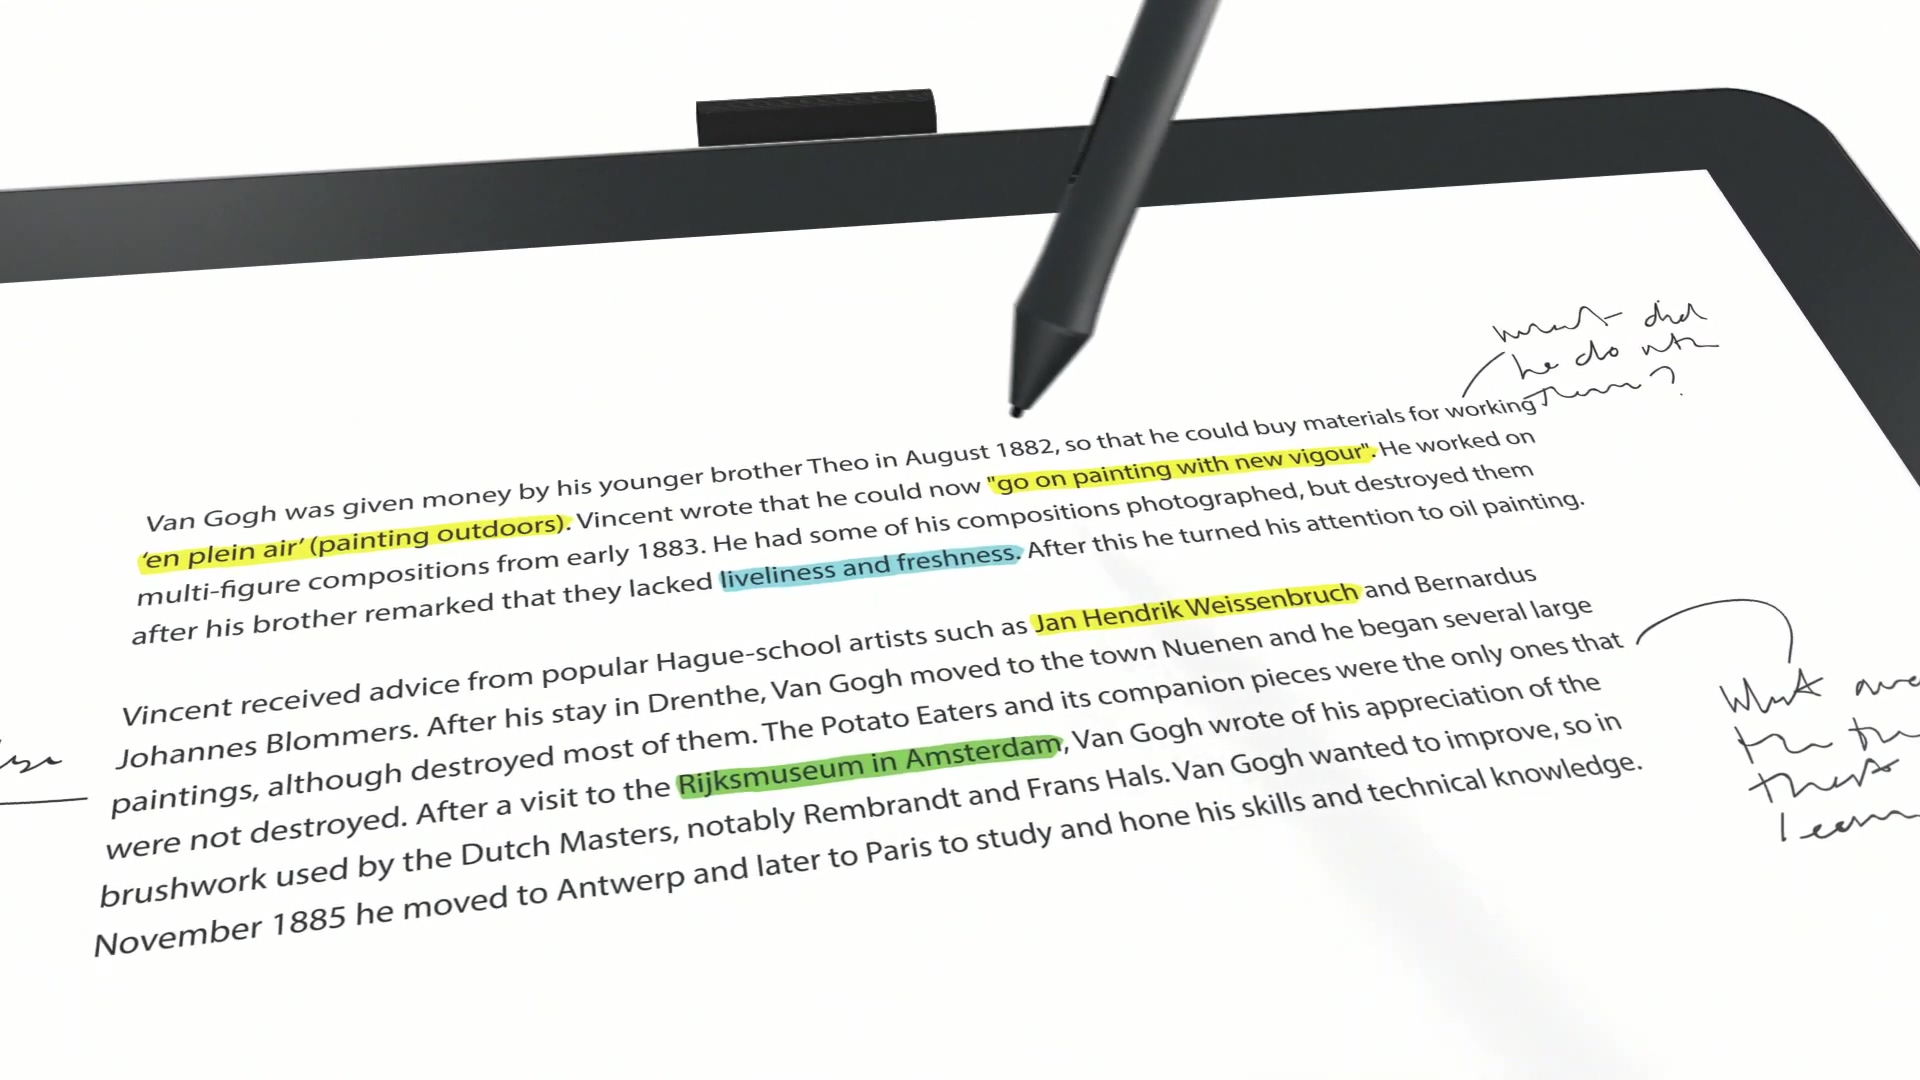 What did
he do with
them?
Van Gogh was given money by his younger brother Theo in August 1882, so that he could buy materials for working
'en plein air' (painting outdoors). Vincent wrote that he could now "go on painting with new vigour". He worked on
multi-figure compositions from early 1883. He had some of his compositions photographed, but destroyed them
after his brother remarked that they lacked liveliness and freshness. After this he turned his attention to oil painting.
Vincent received advice from popular Hague-school artists such as Jan Hendrik Weissenbruch and Bernardus
Johannes Blommers. After his stay in Drenthe, Van Gogh moved to the town Nuenen and he began several large
paintings, although destroyed most of them. The Potato Eaters and its companion pieces were the only ones that
were not destroyed. After a visit to the Rijksmuseum in Amsterdam, Van Gogh wrote of his appreciation of the
brushwork used by the Dutch Masters, notably Rembrandt and Frans Hals. Van Gogh wanted to improve, so in
November 1885 he moved to Antwerp and later to Paris to study and hone his skills and technical knowledge.
What are
the